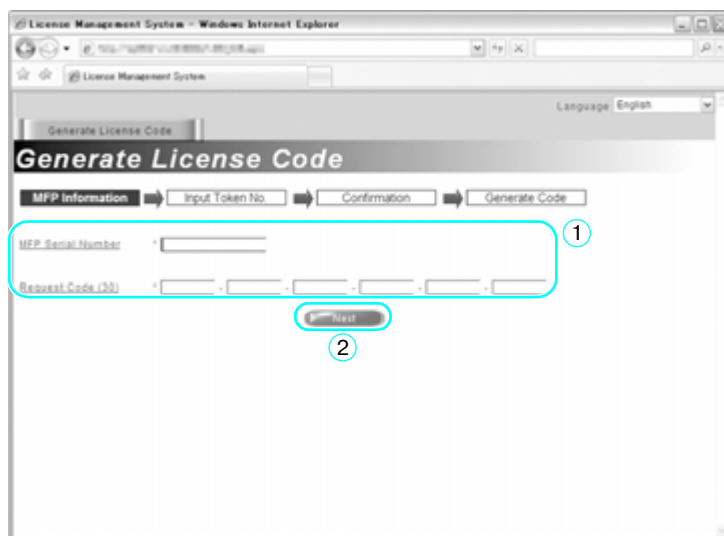 License Management System - Windows Internet Explorer
License Management System
Language English
Generate License Code
Generate License Code
MFP Information Input Token No. Confirmation Generate Code
1
MFP Serial Number *
Request Code (30) * - - - - -
Next
2